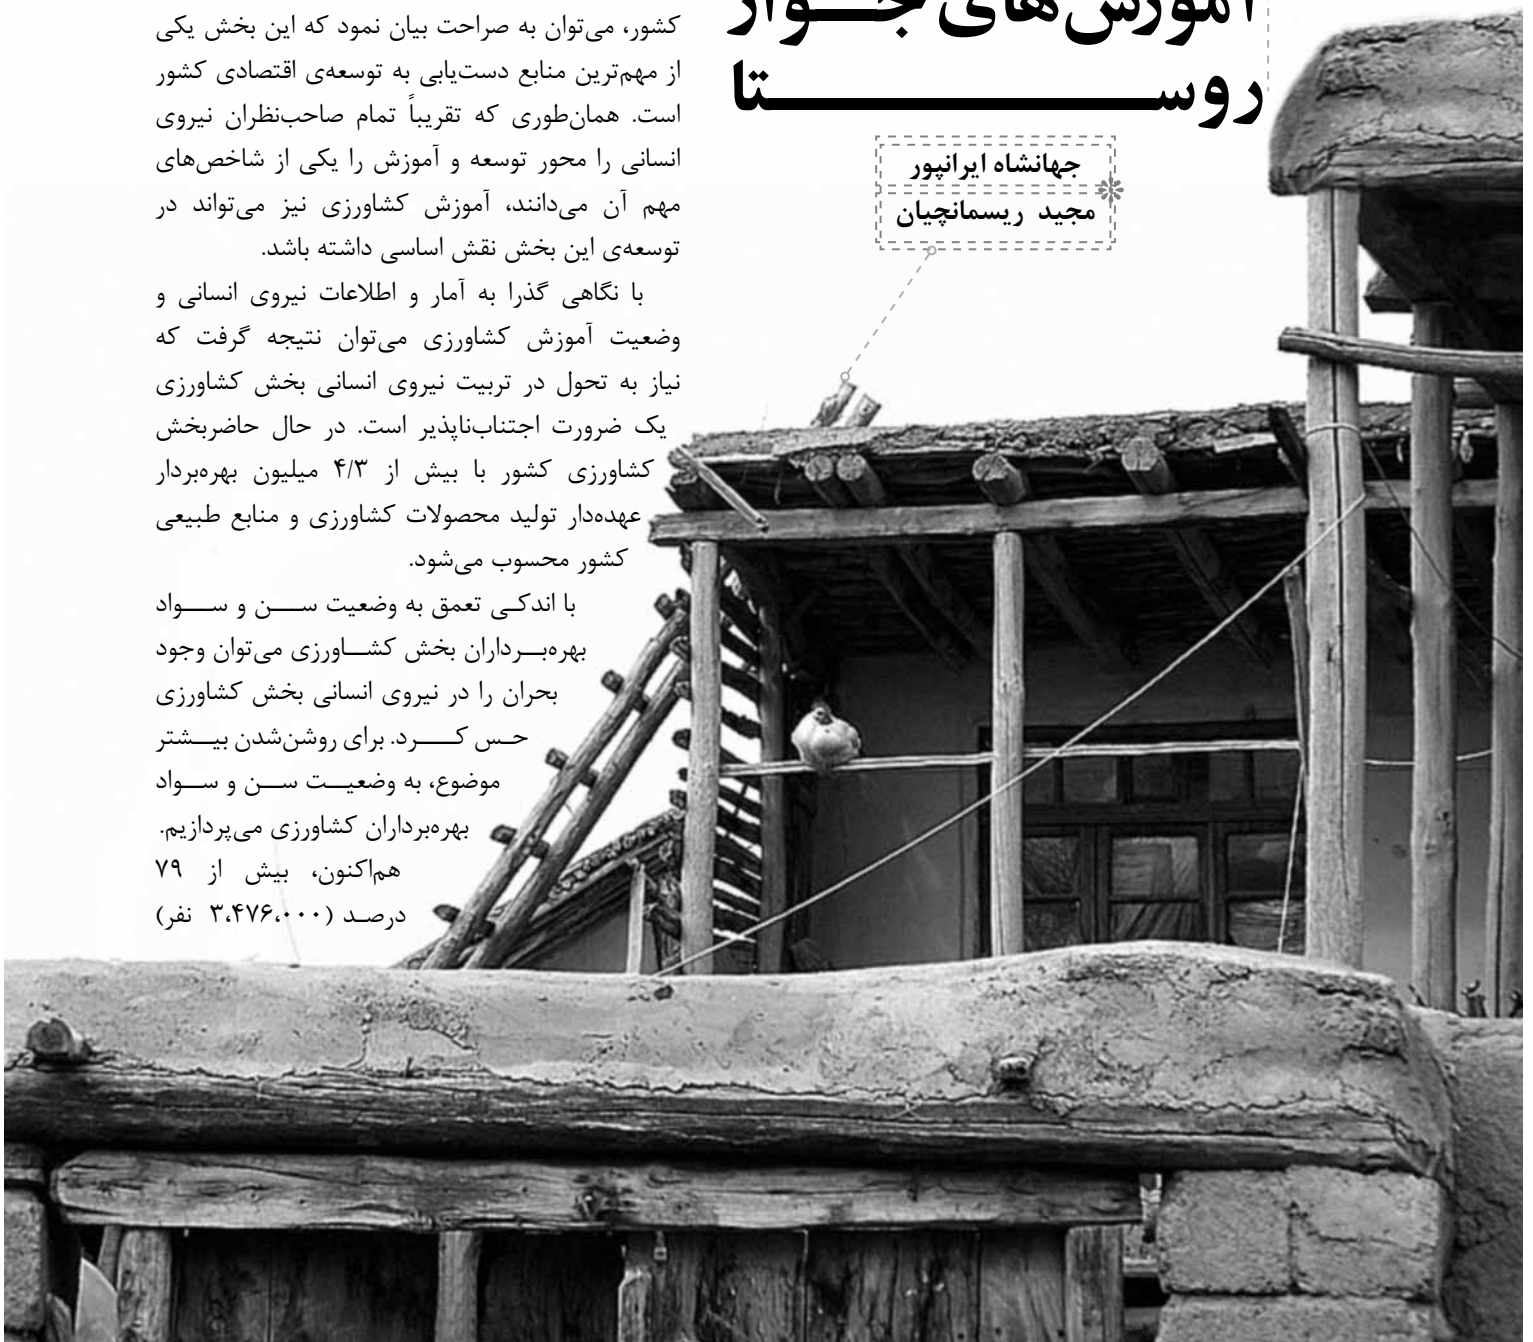 آموزش‌های جوار
روستا
جهانشاه ایرانپور
مجید ریسمانچیان
کشور، می‌توان به صراحت بیان نمود که این بخش یکی
از مهم‌ترین منابع دست‌یابی به توسعه‌ی اقتصادی کشور
است. همان‌طوری که تقریباً تمام صاحب‌نظران نیروی
انسانی را محور توسعه و آموزش را یکی از شاخص‌های
مهم آن می‌دانند، آموزش کشاورزی نیز می‌تواند در
توسعه‌ی این بخش نقش اساسی داشته باشد.
با نگاهی گذرا به آمار و اطلاعات نیروی انسانی و
وضعیت آموزش کشاورزی می‌توان نتیجه گرفت که
نیاز به تحول در تربیت نیروی انسانی بخش کشاورزی
یک ضرورت اجتناب‌ناپذیر است. در حال حاضربخش
کشاورزی کشور با بیش از ۴/۳ میلیون بهره‌بردار
عهده‌دار تولید محصولات کشاورزی و منابع طبیعی
کشور محسوب می‌شود.
با اندکی تعمق به وضعیت سن و سواد
بهره‌برداران بخش کشاورزی می‌توان وجود
بحران را در نیروی انسانی بخش کشاورزی
حس کرد. برای روشن‌شدن بیشتر
موضوع، به وضعیت سن و سواد
بهره‌برداران کشاورزی می‌پردازیم.
هم‌اکنون، بیش از ۷۹
درصد (۳،۴۷۶،۰۰۰ نفر)